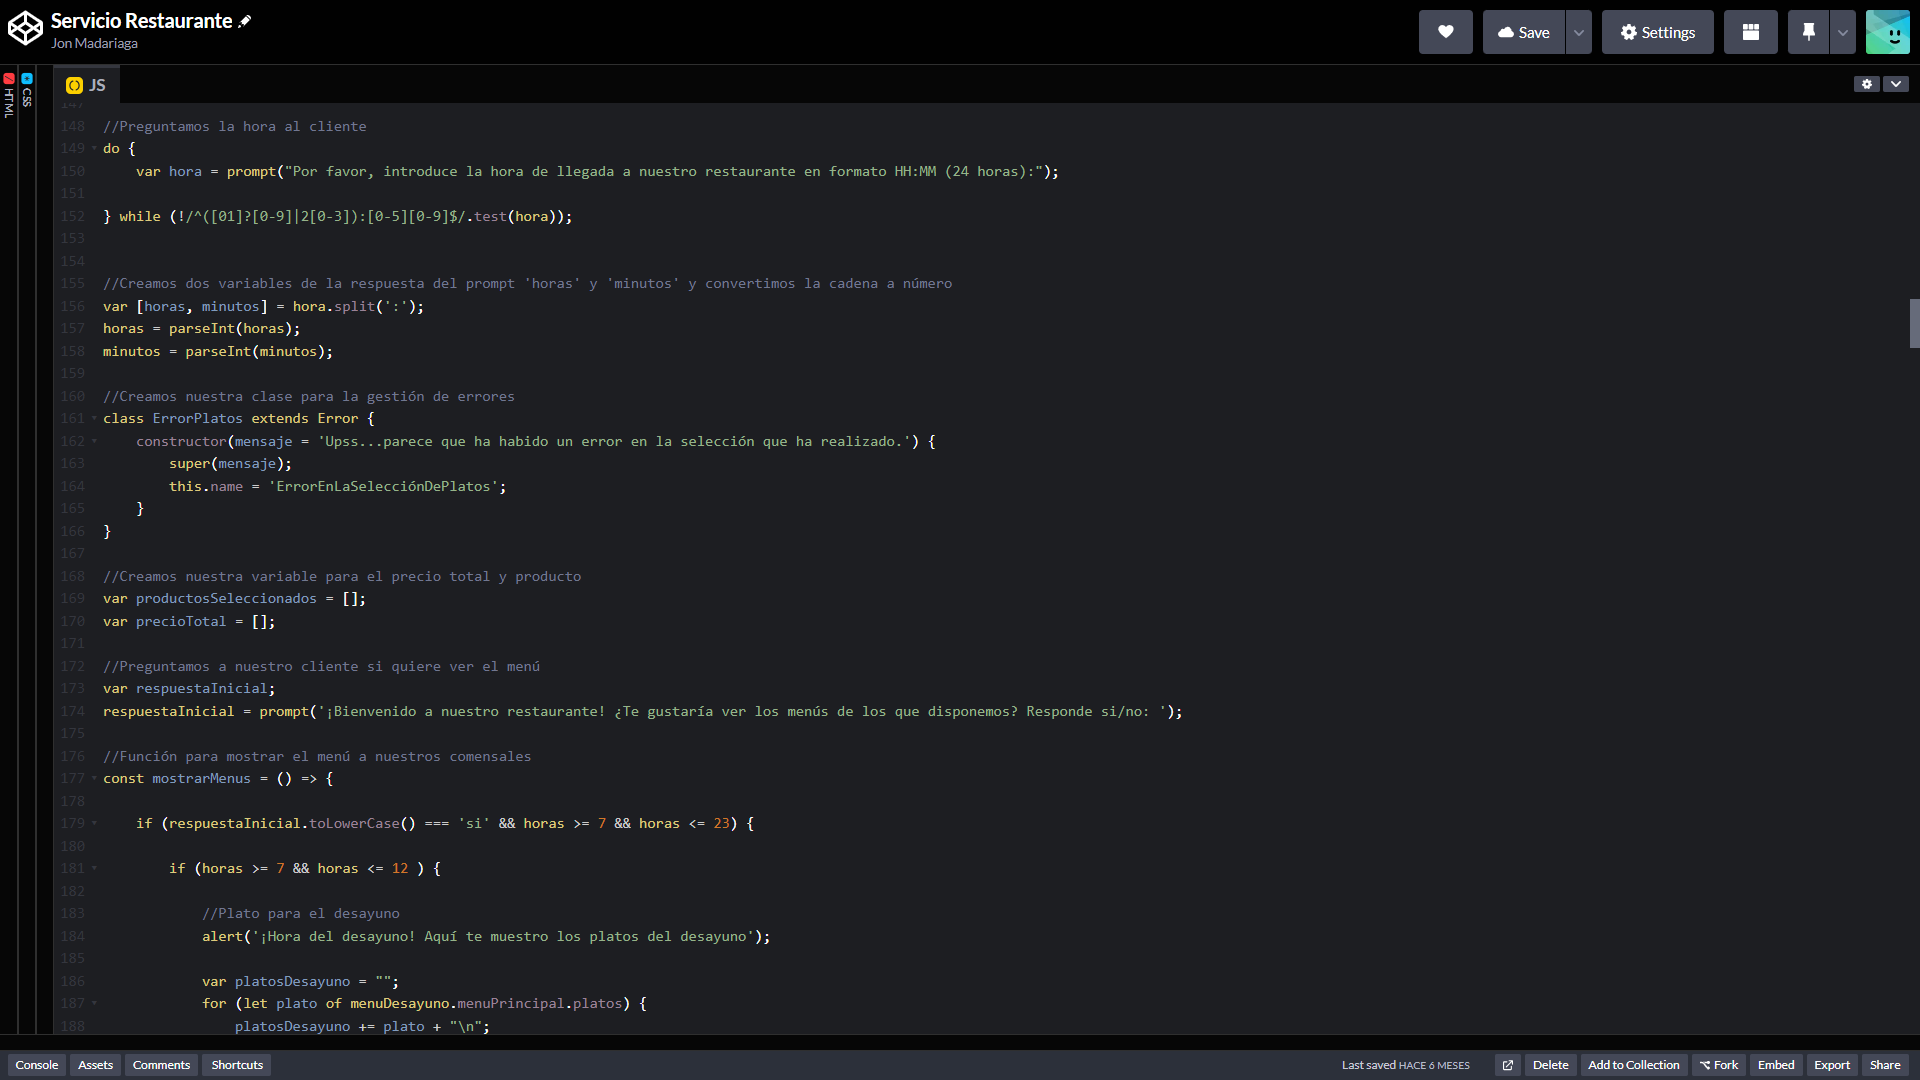 Servicio Restaurante
Jon Madariaga
Save
Settings
HTML
CSS
JS
147
148 //Preguntamos la hora al cliente
149 do {
150 var hora = prompt("Por favor, introduce la hora de llegada a nuestro restaurante en formato HH:MM (24 horas):");
151
152 } while (!/^([01]?[0-9]|2[0-3]):[0-5][0-9]$/.test(hora));
153
154
155 //Creamos dos variables de la respuesta del prompt 'horas' y 'minutos' y convertimos la cadena a número
156 var [horas, minutos] = hora.split(':');
157 horas = parseInt(horas);
158 minutos = parseInt(minutos);
159
160 //Creamos nuestra clase para la gestión de errores
161 class ErrorPlatos extends Error {
162 constructor(mensaje = 'Upss...parece que ha habido un error en la selección que ha realizado.') {
163 super(mensaje);
164 this.name = 'ErrorEnLaSelecciónDePlatos';
165 }
166 }
167
168 //Creamos nuestra variable para el precio total y producto
169 var productosSeleccionados = [];
170 var precioTotal = [];
171
172 //Preguntamos a nuestro cliente si quiere ver el menú
173 var respuestaInicial;
174 respuestaInicial = prompt('¡Bienvenido a nuestro restaurante! ¿Te gustaría ver los menús de los que disponemos? Responde si/no: ');
175
176 //Función para mostrar el menú a nuestros comensales
177 const mostrarMenus = () => {
178
179 if (respuestaInicial.toLowerCase() === 'si' && horas >= 7 && horas <= 23) {
180
181 if (horas >= 7 && horas <= 12 ) {
182
183 //Plato para el desayuno
184 alert('¡Hora del desayuno! Aquí te muestro los platos del desayuno');
185
186 var platosDesayuno = "";
187 for (let plato of menuDesayuno.menuPrincipal.platos) {
188 platosDesayuno += plato + "\n";
Console Assets Comments Shortcuts Last saved HACE 6 MESES Delete Add to Collection Fork Embed Export Share